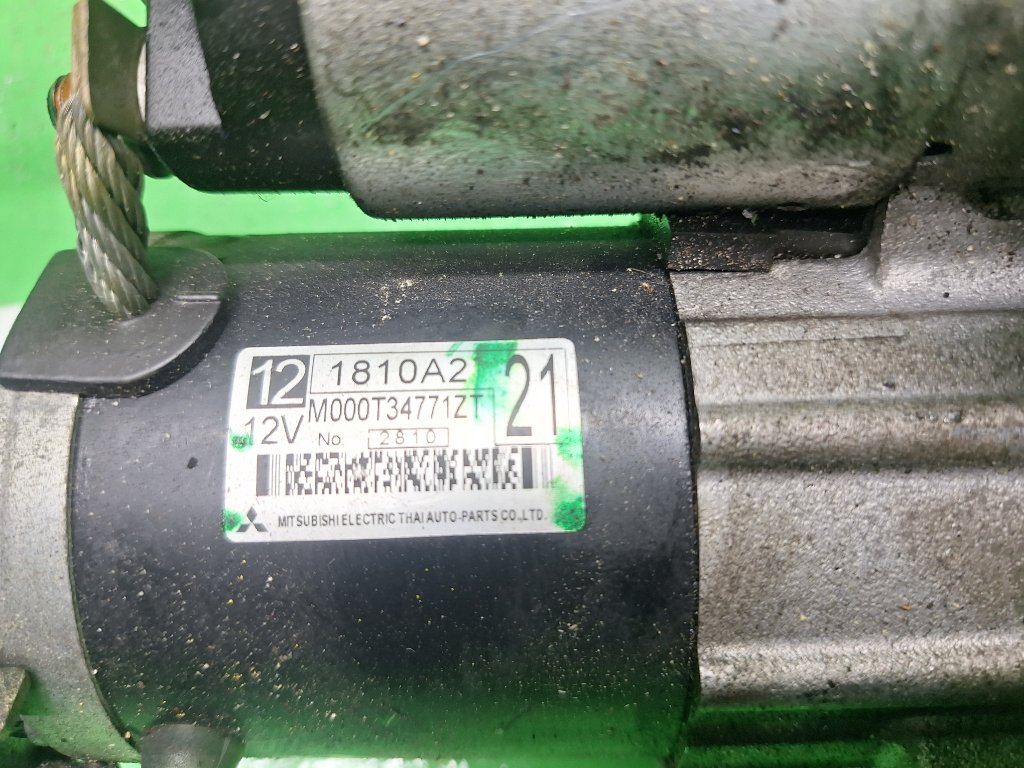 12 1810A2 21
M000T34771ZT
12V No 2810
MITSUBISHI ELECTRIC THAI AUTO-PARTS CO.,LTD.